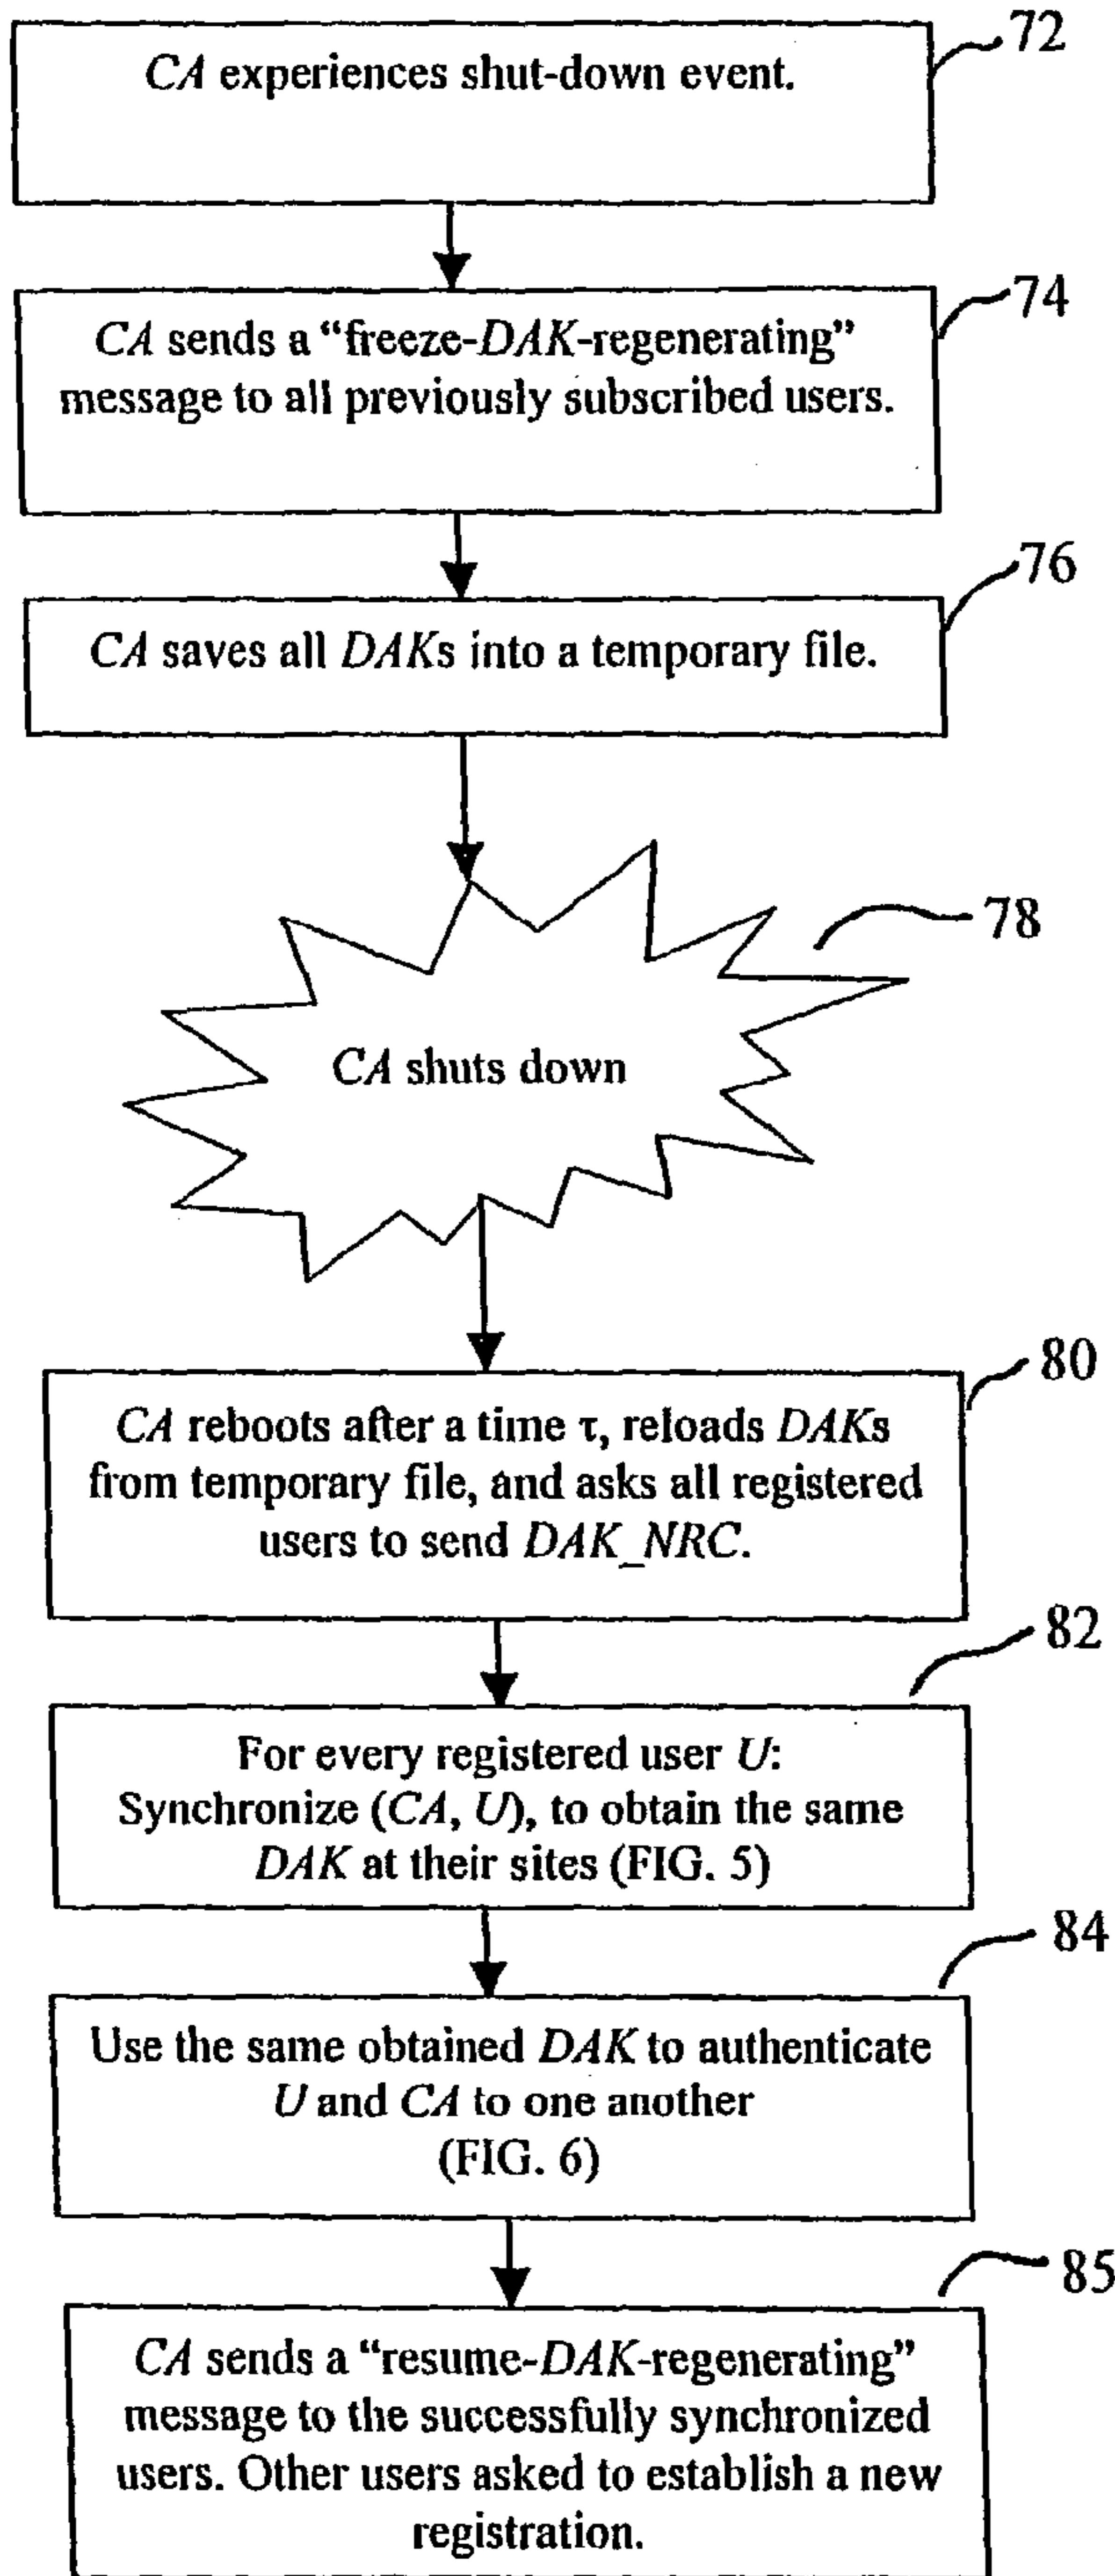 72
CA experiences shut-down event.
74
CA sends a “freeze-DAK-regenerating”
message to all previously subscribed users.
76
CA saves all DAKs into a temporary file.
78
CA shuts down
80
CA reboots after a time τ, reloads DAKs
from temporary file, and asks all registered
users to send DAK_NRC.
82
For every registered user U:
Synchronize (CA, U), to obtain the same
DAK at their sites (FIG. 5)
84
Use the same obtained DAK to authenticate
U and CA to one another
(FIG. 6)
85
CA sends a “resume-DAK-regenerating”
message to the successfully synchronized
users. Other users asked to establish a new
registration.